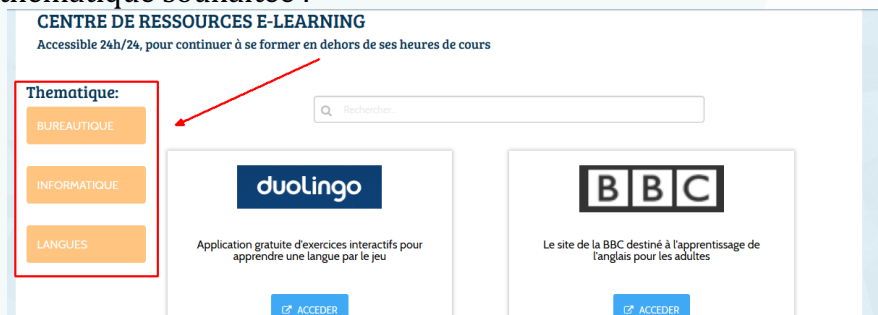 thématique souhaitée :
CENTRE DE RESSOURCES E-LEARNING
Accessible 24h/24, pour continuer à se former en dehors de ses heures de cours
Thematique:
Rechercher..
BUREAUTIQUE
INFORMATIQUE
LANGUES
duolingo
Application gratuite d'exercices interactifs pour
apprendre une langue par le jeu
ACCEDER
BBC
Le site de la BBC destiné à l'apprentissage de
l'anglais pour les adultes
ACCEDER